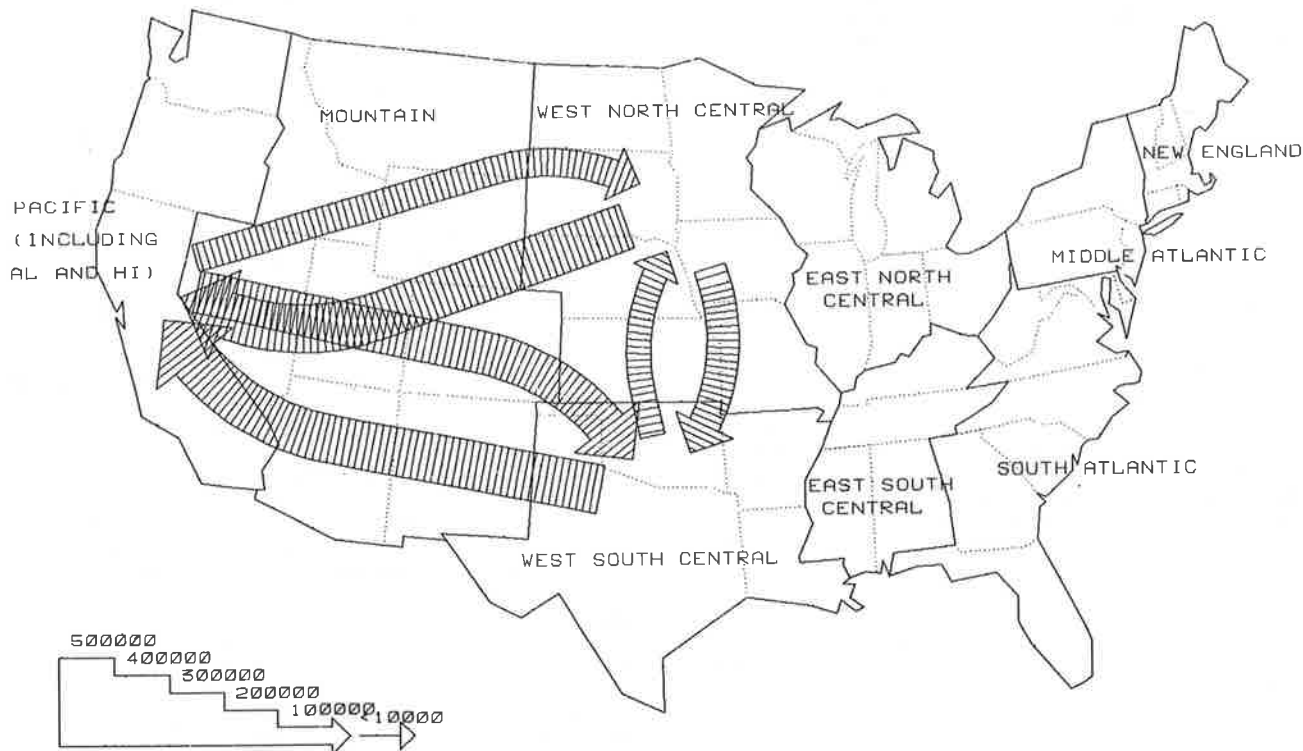 MOUNTAIN
WEST NORTH CENTRAL
NEW ENGLAND
PACIFIC
(INCLUDING
AL AND HI)
MIDDLE ATLANTIC
EAST NORTH
CENTRAL
SOUTH ATLANTIC
EAST SOUTH
CENTRAL
WEST SOUTH CENTRAL
500000
400000
300000
200000
100000
<10000